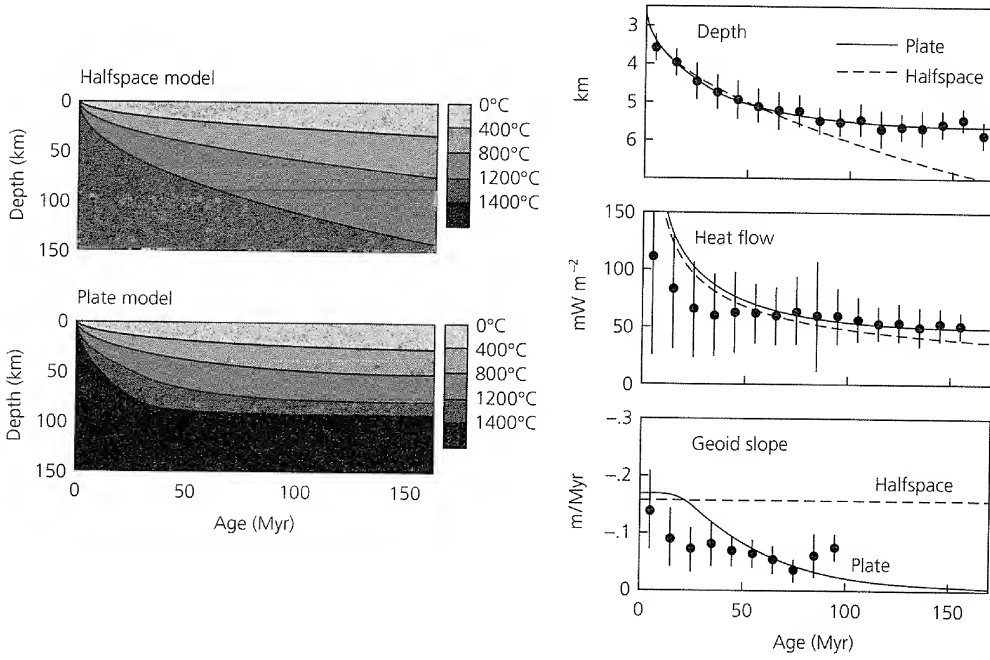 Halfspace model
0
50
100
150
Depth (km)
0°C
400°C
800°C
1200°C
1400°C
Plate model
0
50
100
150
Depth (km)
0°C
400°C
800°C
1200°C
1400°C
0
50
100
150
Age (Myr)
3
4
5
6
km
Depth
Plate
Halfspace
150
100
50
0
mW m⁻²
Heat flow
-.3
-.2
-.1
0
m/Myr
Geoid slope
Halfspace
Plate
0
50
100
150
Age (Myr)